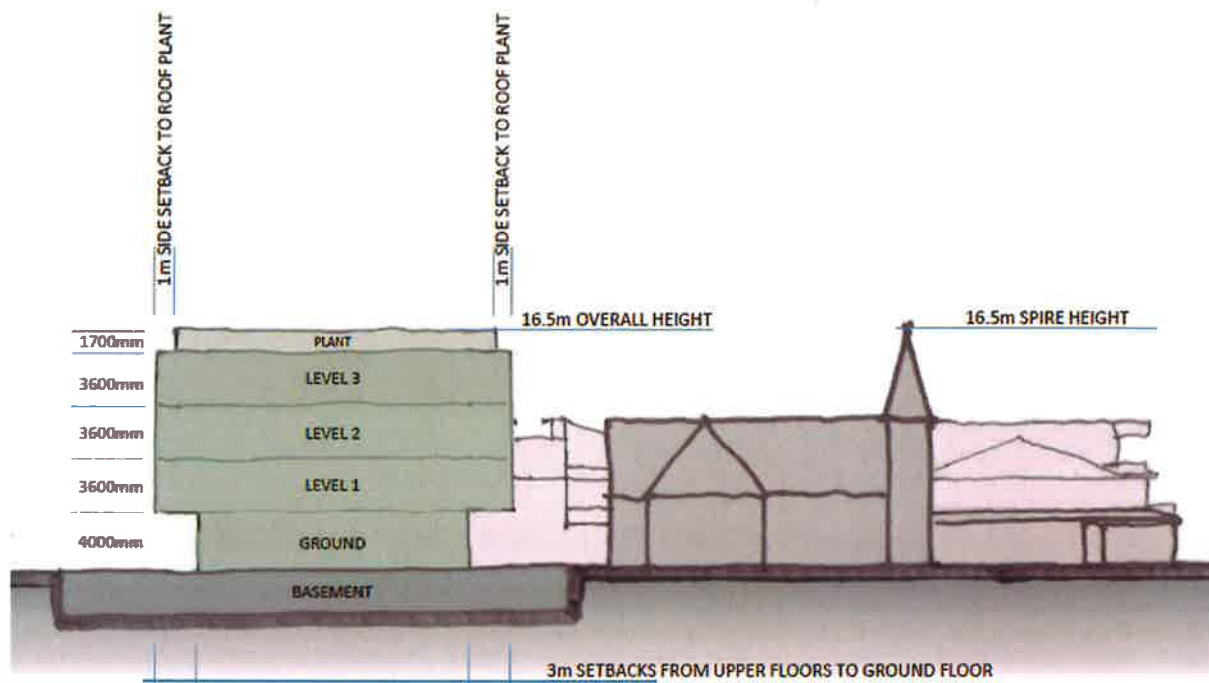 1m SIDE SETBACK TO ROOF PLANT
1m SIDE SETBACK TO ROOF PLANT
16.5m OVERALL HEIGHT
16.5m SPIRE HEIGHT
1700mm
PLANT
3600mm
LEVEL 3
3600mm
LEVEL 2
3600mm
LEVEL 1
4000mm
GROUND
BASEMENT
3m SETBACKS FROM UPPER FLOORS TO GROUND FLOOR